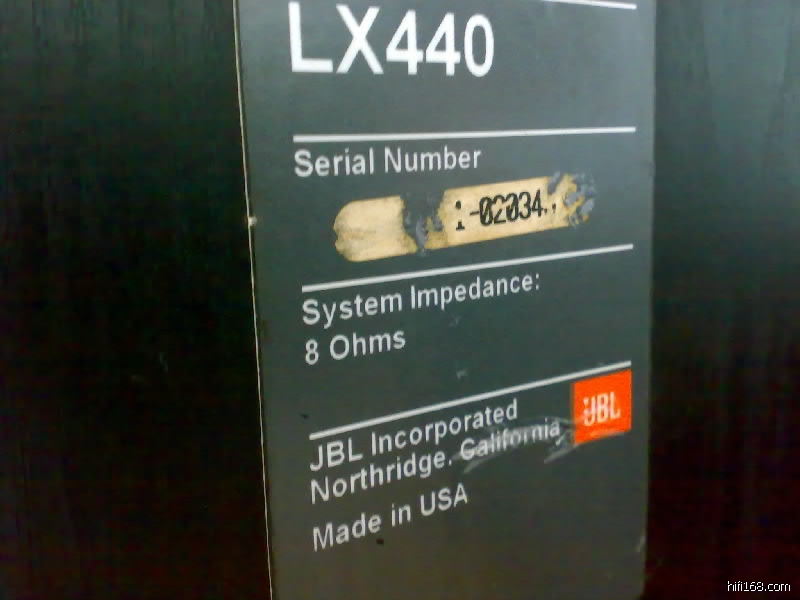 LX440
Serial Number
-02034
System Impedance:
8 Ohms
JBL Incorporated
Northridge, California
JBL
Made in USA
hifi168.com